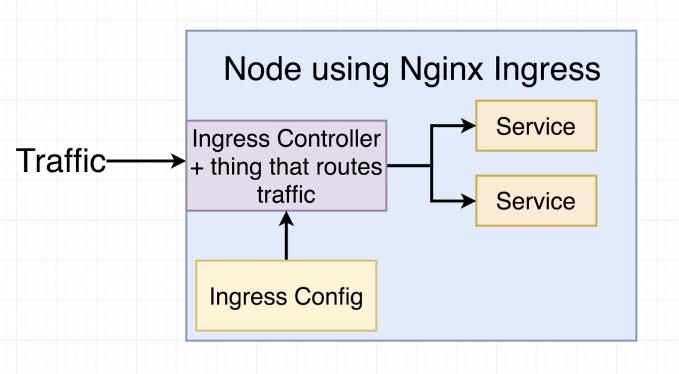 Node using Nginx Ingress
Traffic
Ingress Controller
+ thing that routes
traffic
Service
Service
Ingress Config